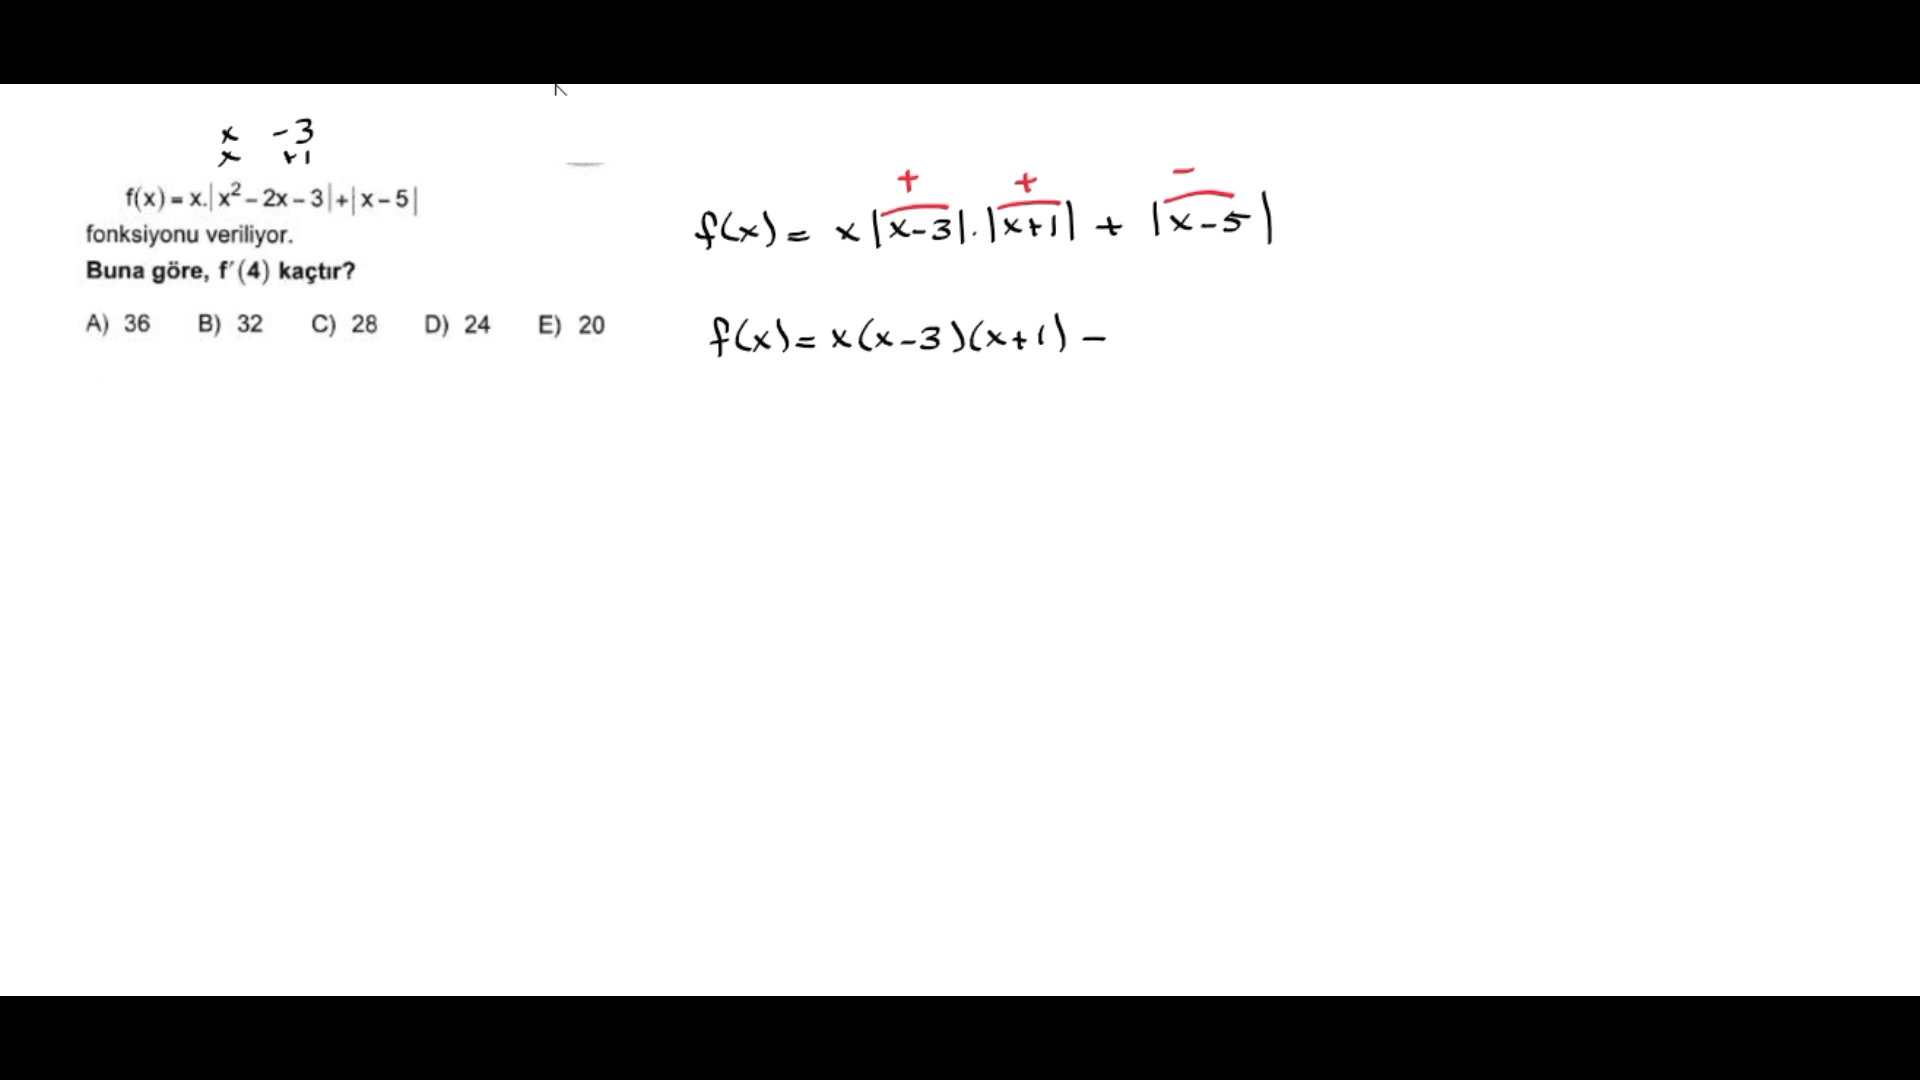 x -3
x +1
f(x) = x.|x² - 2x - 3| + |x - 5|
fonksiyonu veriliyor.
Buna göre, f′(4) kaçtır?
A) 36 B) 32 C) 28 D) 24 E) 20
+ + -
f(x) = x |x-3|.|x+1| + |x-5|
f(x) = x(x-3)(x+1) -